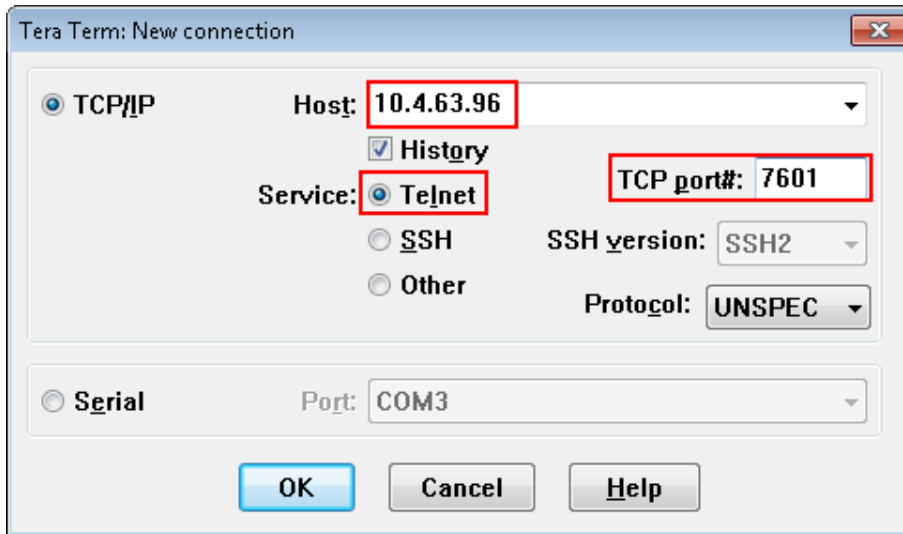 Tera Term: New connection
TCP/IP Host: 10.4.63.96
History
Service: Telnet TCP port#: 7601
SSH SSH version: SSH2
Other
Protocol: UNSPEC
Serial Port: COM3
OK Cancel Help